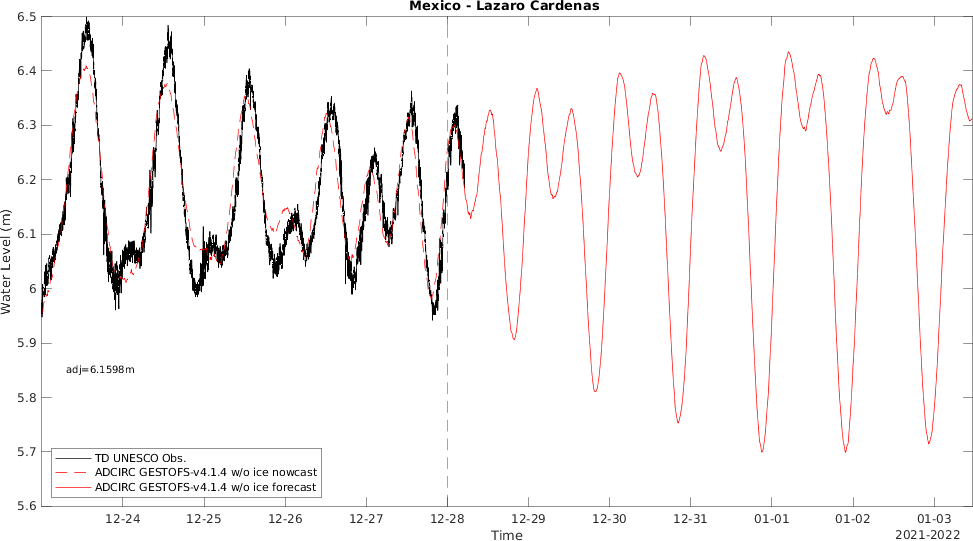 Mexico - Lazaro Cardenas
6.5
6.4
6.3
6.2
6.1
6
5.9
5.8
5.7
5.6
Water Level (m)
adj=6.1598m
TD UNESCO Obs.
ADCIRC GESTOFS-v4.1.4 w/o ice nowcast
ADCIRC GESTOFS-v4.1.4 w/o ice forecast
12-24 12-25 12-26 12-27 12-28 12-29 12-30 12-31 01-01 01-02 01-03
Time
2021-2022